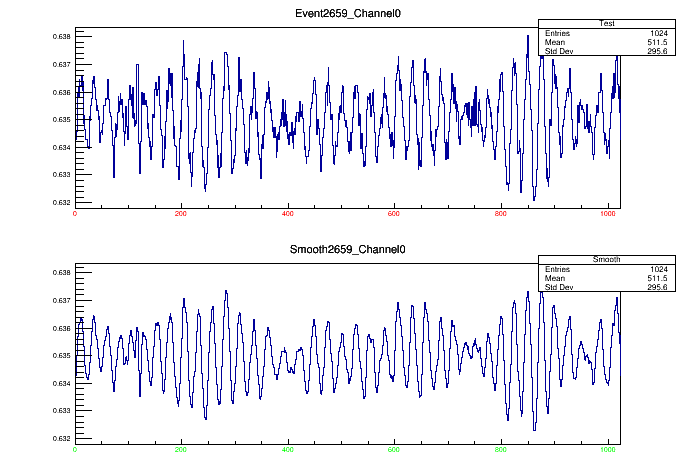 Event2659_Channel0
Test
Entries 1024
Mean 511.5
Std Dev 295.6
0.638
0.637
0.636
0.635
0.634
0.633
0.632
0 200 400 600 800 1000
Smooth2659_Channel0
Smooth
Entries 1024
Mean 511.5
Std Dev 295.6
0.638
0.637
0.636
0.635
0.634
0.633
0.632
0 200 400 600 800 1000